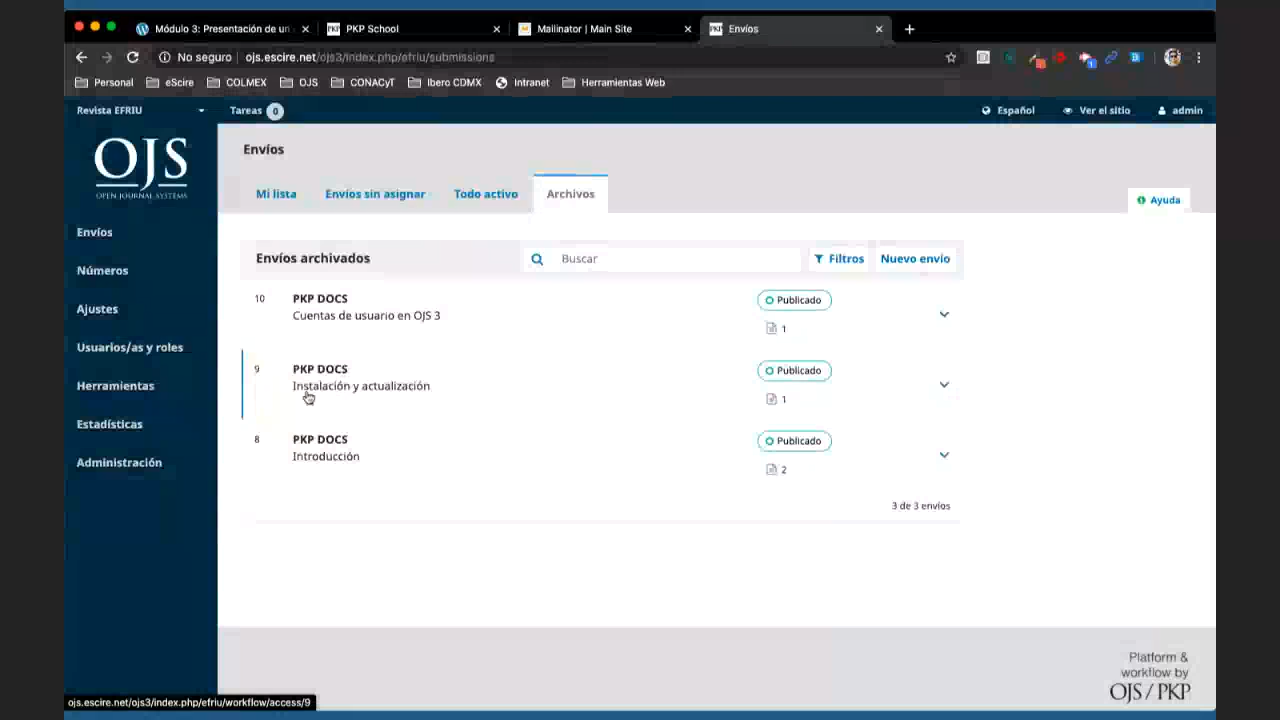 Módulo 3: Presentación de un
PKP School
Mailinator | Main Site
Envíos
No seguro
ojs.escire.net/ojs3/index.php/efriu/submissions
Personal
eScire
COLMEX
OJS
CONACyT
Ibero CDMX
Intranet
Herramientas Web
Revista EFRIU
Tareas 0
Español
Ver el sitio
admin
OJS
OPEN JOURNAL SYSTEMS
Envíos
Números
Ajustes
Usuarios/as y roles
Herramientas
Estadísticas
Administración
Envíos
Mi lista
Envíos sin asignar
Todo activo
Archivos
Ayuda
Envíos archivados
Buscar
Filtros
Nuevo envío
10 PKP DOCS
Cuentas de usuario en OJS 3
Publicado
1
9 PKP DOCS
Instalación y actualización
Publicado
1
8 PKP DOCS
Introducción
Publicado
2
3 de 3 envíos
Platform &
workflow by
OJS / PKP
ojs.escire.net/ojs3/index.php/efriu/workflow/access/9